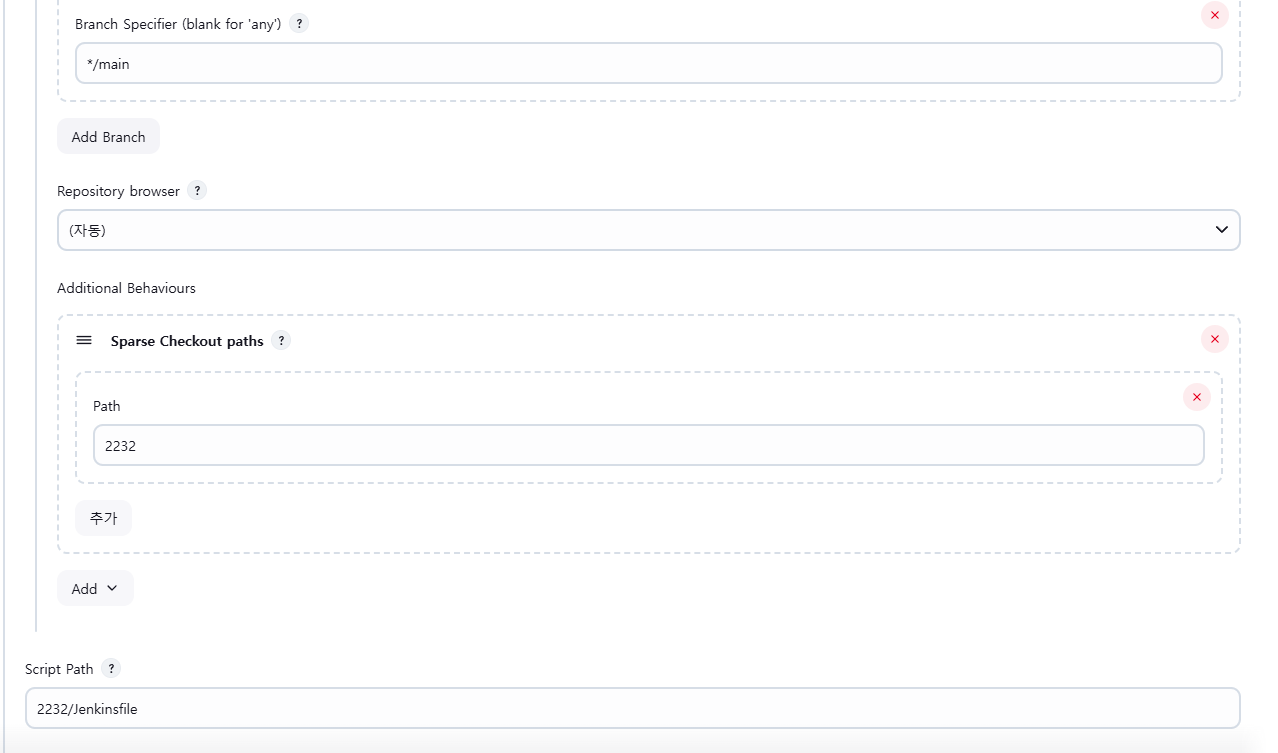 Branch Specifier (blank for 'any') ?
*/main
Add Branch
Repository browser ?
(자동)
Additional Behaviours
Sparse Checkout paths ?
Path
2232
추가
Add
Script Path ?
2232/Jenkinsfile